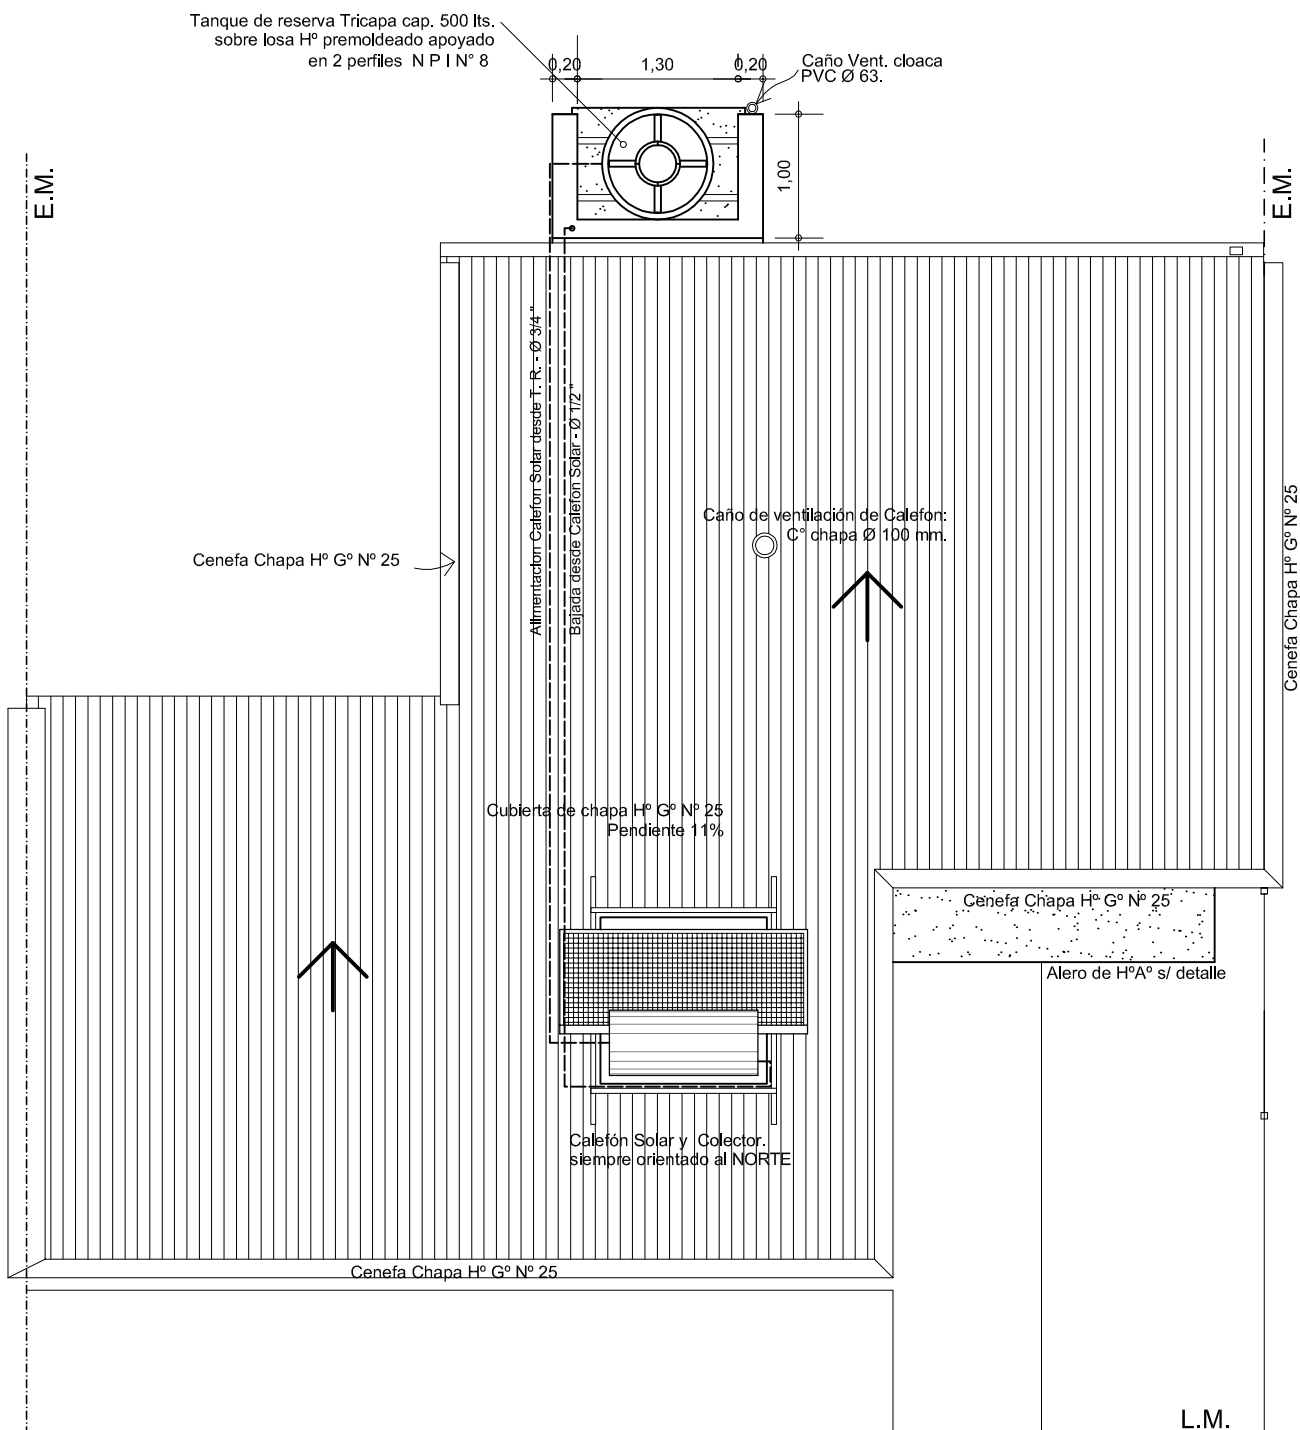 Tanque de reserva Tricapa cap. 500 lts.
sobre losa Hº premoldeado apoyado
en 2 perfiles N P I N° 8
0,20
1,30
0,20
Caño Vent. cloaca
PVC Ø 63.
1,00
E.M.
E.M.
Alimentacion Calefon Solar desde T. R. - Ø 3/4 "
Bajada desde Calefon Solar - Ø 1/2 "
Caño de ventilación de Calefon:
C° chapa Ø 100 mm.
Cenefa Chapa Hº Gº Nº 25
Cenefa Chapa Hº Gº Nº 25
Cubierta de chapa Hº Gº Nº 25
Pendiente 11%
Cenefa Chapa Hº Gº Nº 25
Alero de HºAº s/ detalle
Calefón Solar y Colector.
siempre orientado al NORTE
Cenefa Chapa Hº Gº Nº 25
L.M.